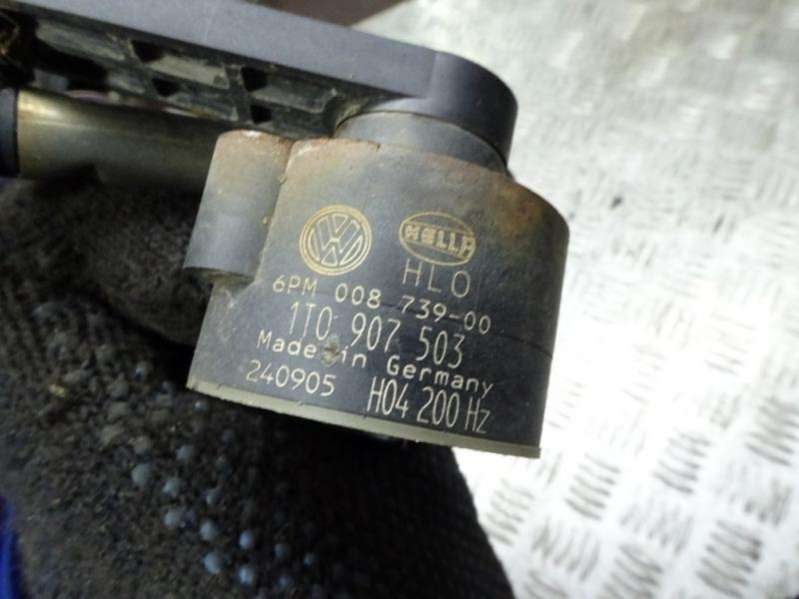 HELLA
HLO
6PM 008 739-00
1T0 907 503
Made in Germany
240905 H04 200 Hz